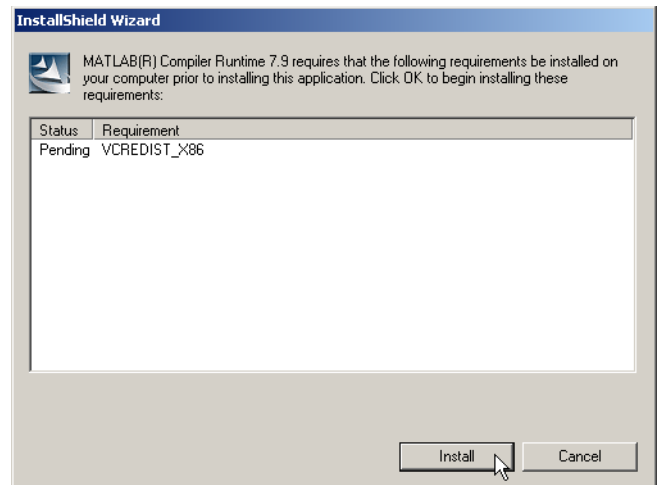 InstallShield Wizard
MATLAB(R) Compiler Runtime 7.9 requires that the following requirements be installed on
your computer prior to installing this application. Click OK to begin installing these
requirements:
Status Requirement
Pending VCREDIST_X86
Install Cancel